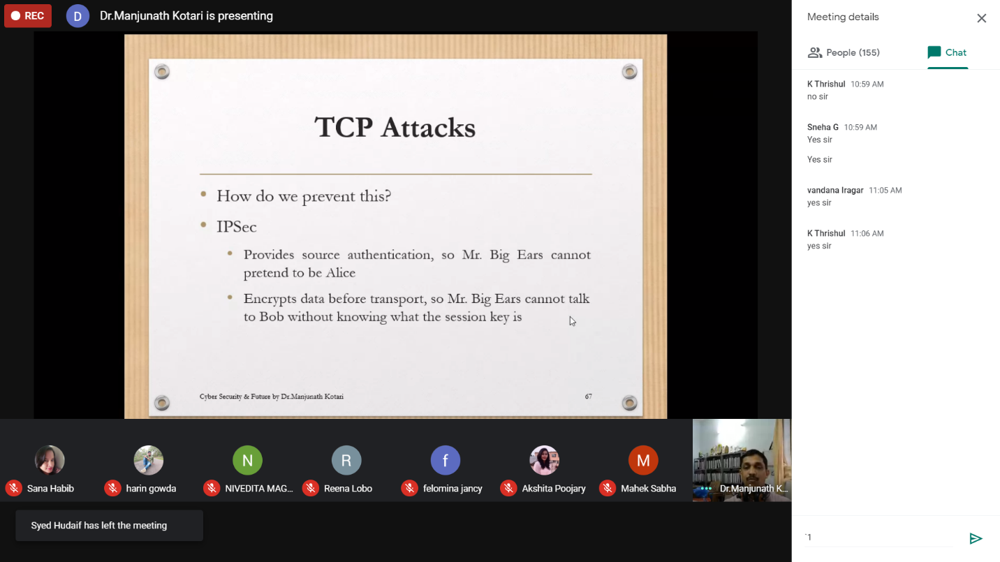 REC
D
Dr.Manjunath Kotari is presenting
TCP Attacks
• How do we prevent this?
• IPSec
• Provides source authentication, so Mr. Big Ears cannot
pretend to be Alice
• Encrypts data before transport, so Mr. Big Ears cannot talk
to Bob without knowing what the session key is
Cyber Security & Future by Dr.Manjunath Kotari
67
Sana Habib
harin gowda
N
NIVEDITA MAG...
R
Reena Lobo
f
felomina jancy
Akshita Poojary
M
Mahek Sabha
Dr.Manjunath K...
Syed Hudaif has left the meeting
Meeting details
People (155)
Chat
K Thrishul 10:59 AM
no sir
Sneha G 10:59 AM
Yes sir
Yes sir
vandana Iragar 11:05 AM
yes sir
K Thrishul 11:06 AM
yes sir
`1